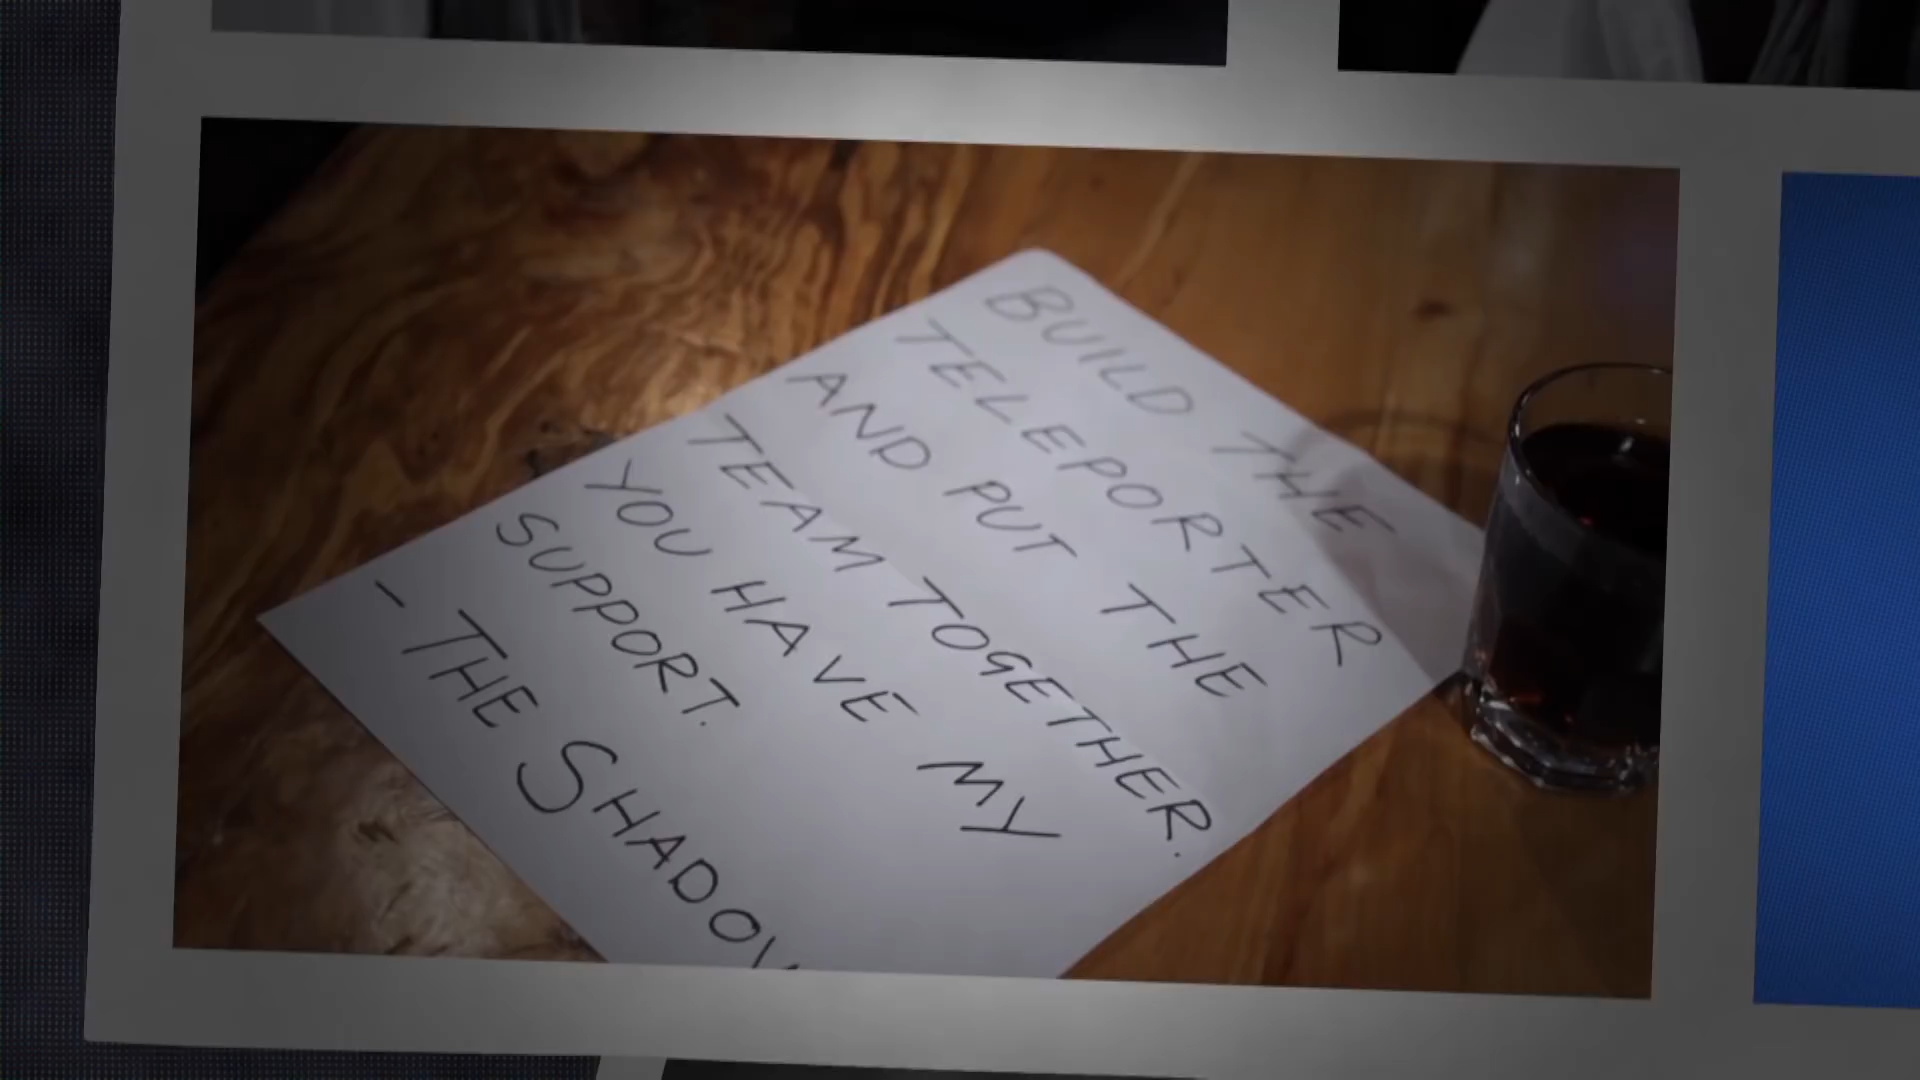 BUILD THE
TELEPORTER
AND PUT THE
TEAM TOGETHER.
YOU HAVE MY
SUPPORT.
- THE SHADOW